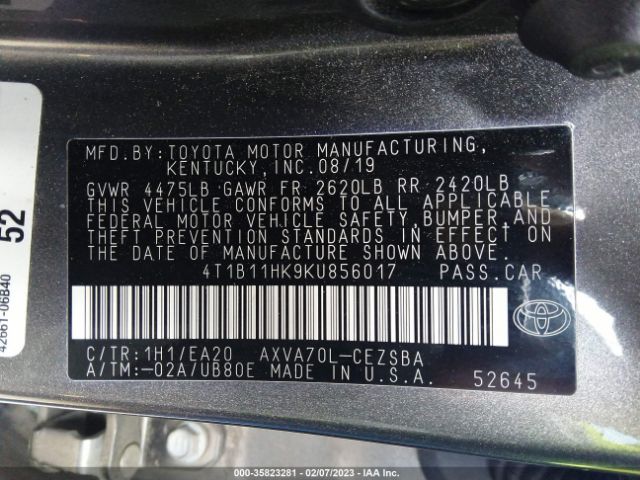 MFD.BY:TOYOTA MOTOR MANUFACTURING,
KENTUCKY,INC.08/19
GVWR 4475LB GAWR FR 2620LB RR 2420LB
THIS VEHICLE CONFORMS TO ALL APPLICABLE
FEDERAL MOTOR VEHICLE SAFETY,BUMPER,AND
THEFT PREVENTION STANDARDS IN EFFECT ON
THE DATE OF MANUFACTURE SHOWN ABOVE.
4T1B11HK9KU856017 PASS.CAR
C/TR:1H1/EA20 AXVA70L-CEZSBA
A/TM:-02A/UB80E MADE IN U.S.A.
52645
52
42661-06B40
000-35823281 - 02/07/2023 - IAA Inc.